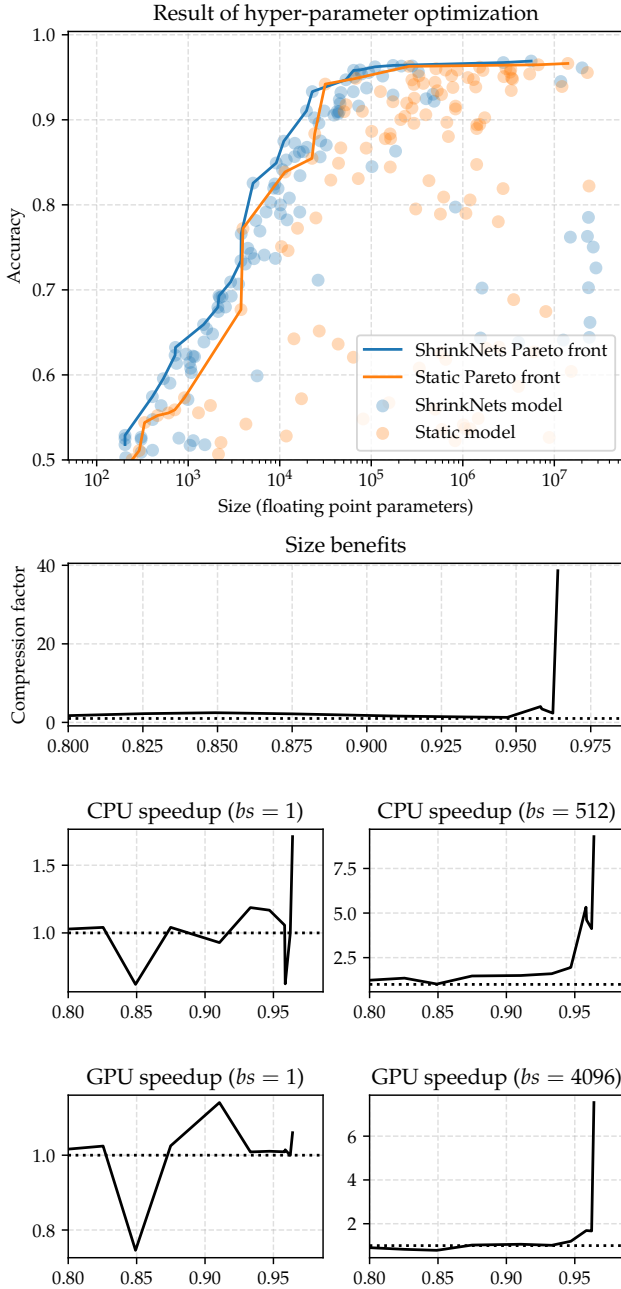 Result of hyper-parameter optimization
1.0
0.9
0.8
0.7
0.6
0.5
Accuracy
ShrinkNets Pareto front
Static Pareto front
ShrinkNets model
Static model
10² 10³ 10⁴ 10⁵ 10⁶ 10⁷
Size (floating point parameters)
Size benefits
40
20
0
Compression factor
0.800 0.825 0.850 0.875 0.900 0.925 0.950 0.975
CPU speedup (bs = 1)
1.5
1.0
0.80 0.85 0.90 0.95
CPU speedup (bs = 512)
7.5
5.0
2.5
0.80 0.85 0.90 0.95
GPU speedup (bs = 1)
1.0
0.8
0.80 0.85 0.90 0.95
GPU speedup (bs = 4096)
6
4
2
0.80 0.85 0.90 0.95